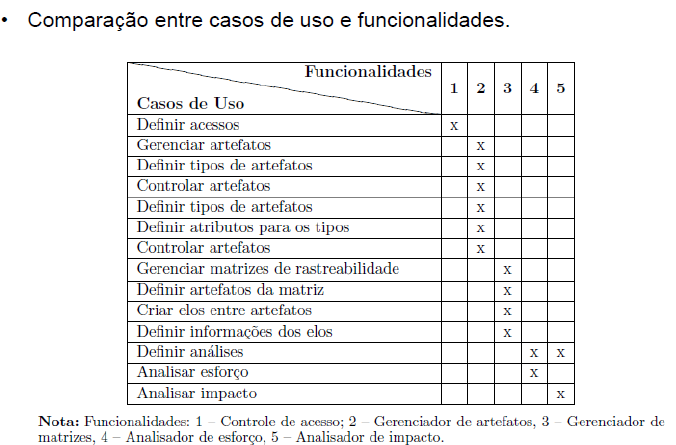 • Comparação entre casos de uso e funcionalidades.
Funcionalidades
Casos de Uso
1 2 3 4 5
Definir acessos x
Gerenciar artefatos x
Definir tipos de artefatos x
Controlar artefatos x
Definir tipos de artefatos x
Definir atributos para os tipos x
Controlar artefatos x
Gerenciar matrizes de rastreabilidade x
Definir artefatos da matriz x
Criar elos entre artefatos x
Definir informações dos elos x
Definir análises x x
Analisar esforço x
Analisar impacto x
Nota: Funcionalidades: 1 – Controle de acesso; 2 – Gerenciador de artefatos, 3 – Gerenciador de
matrizes, 4 – Analisador de esforço, 5 – Analisador de impacto.